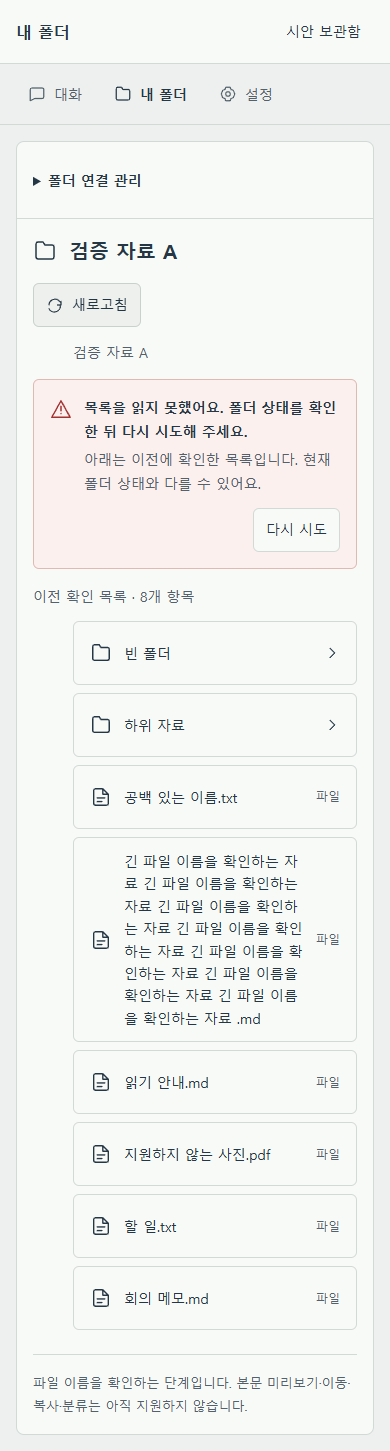 내 폴더
시안 보관함
대화
내 폴더
설정
▶ 폴더 연결 관리
검증 자료 A
새로고침
검증 자료 A
목록을 읽지 못했어요. 폴더 상태를 확인
한 뒤 다시 시도해 주세요.
아래는 이전에 확인한 목록입니다. 현재
폴더 상태와 다를 수 있어요.
다시 시도
이전 확인 목록 · 8개 항목
빈 폴더
하위 자료
공백 있는 이름.txt
파일
긴 파일 이름을 확인하는 자
료 긴 파일 이름을 확인하는
자료 긴 파일 이름을 확인하
는 자료 긴 파일 이름을 확인
하는 자료 긴 파일 이름을 확
인하는 자료 긴 파일 이름을
확인하는 자료 긴 파일 이름
을 확인하는 자료 .md
파일
읽기 안내.md
파일
지원하지 않는 사진.pdf
파일
할 일.txt
파일
회의 메모.md
파일
파일 이름을 확인하는 단계입니다. 본문 미리보기·이동·
복사·분류는 아직 지원하지 않습니다.